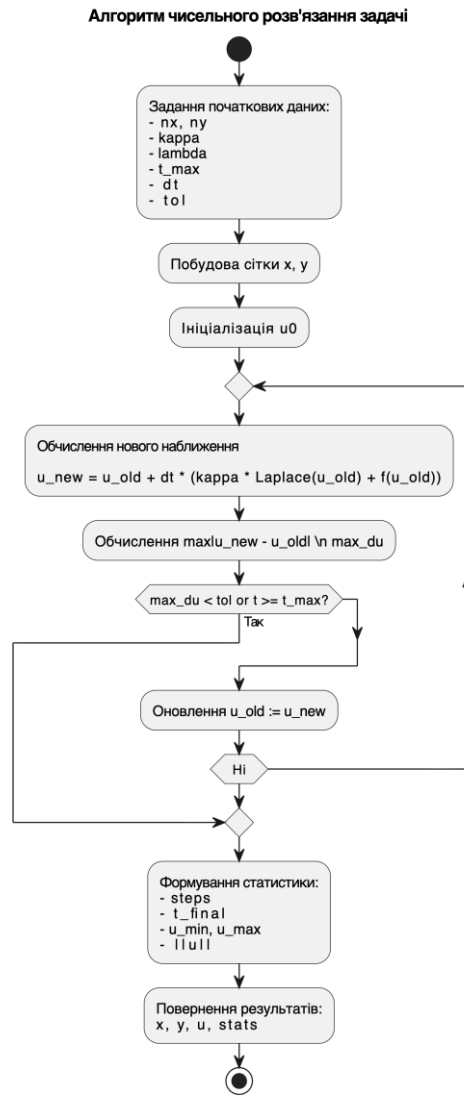 Алгоритм чисельного розв'язання задачі
Задання початкових даних:
- nx, ny
- kappa
- lambda
- t_max
- dt
- tol
Побудова сітки x, y
Ініціалізація u0
Обчислення нового наближення
u_new = u_old + dt * (kappa * Laplace(u_old) + f(u_old))
Обчислення max|u_new - u_old| \n max_du
max_du < tol or t >= t_max?
Так
Оновлення u_old := u_new
Ні
Формування статистики:
- steps
- t_final
- u_min, u_max
- ||u||
Повернення результатів:
x, y, u, stats